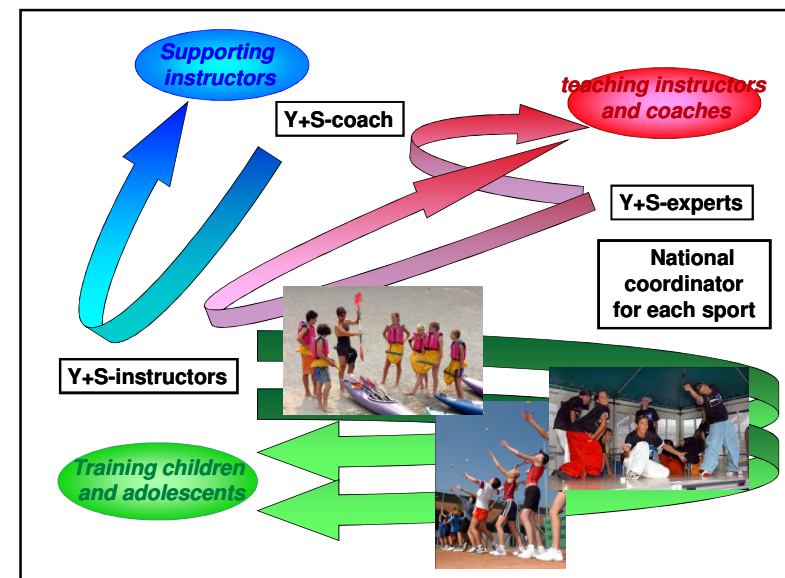 Supporting
instructors
teaching instructors
and coaches
Y+S-coach
Y+S-experts
National
coordinator
for each sport
Y+S-instructors
Training children
and adolescents